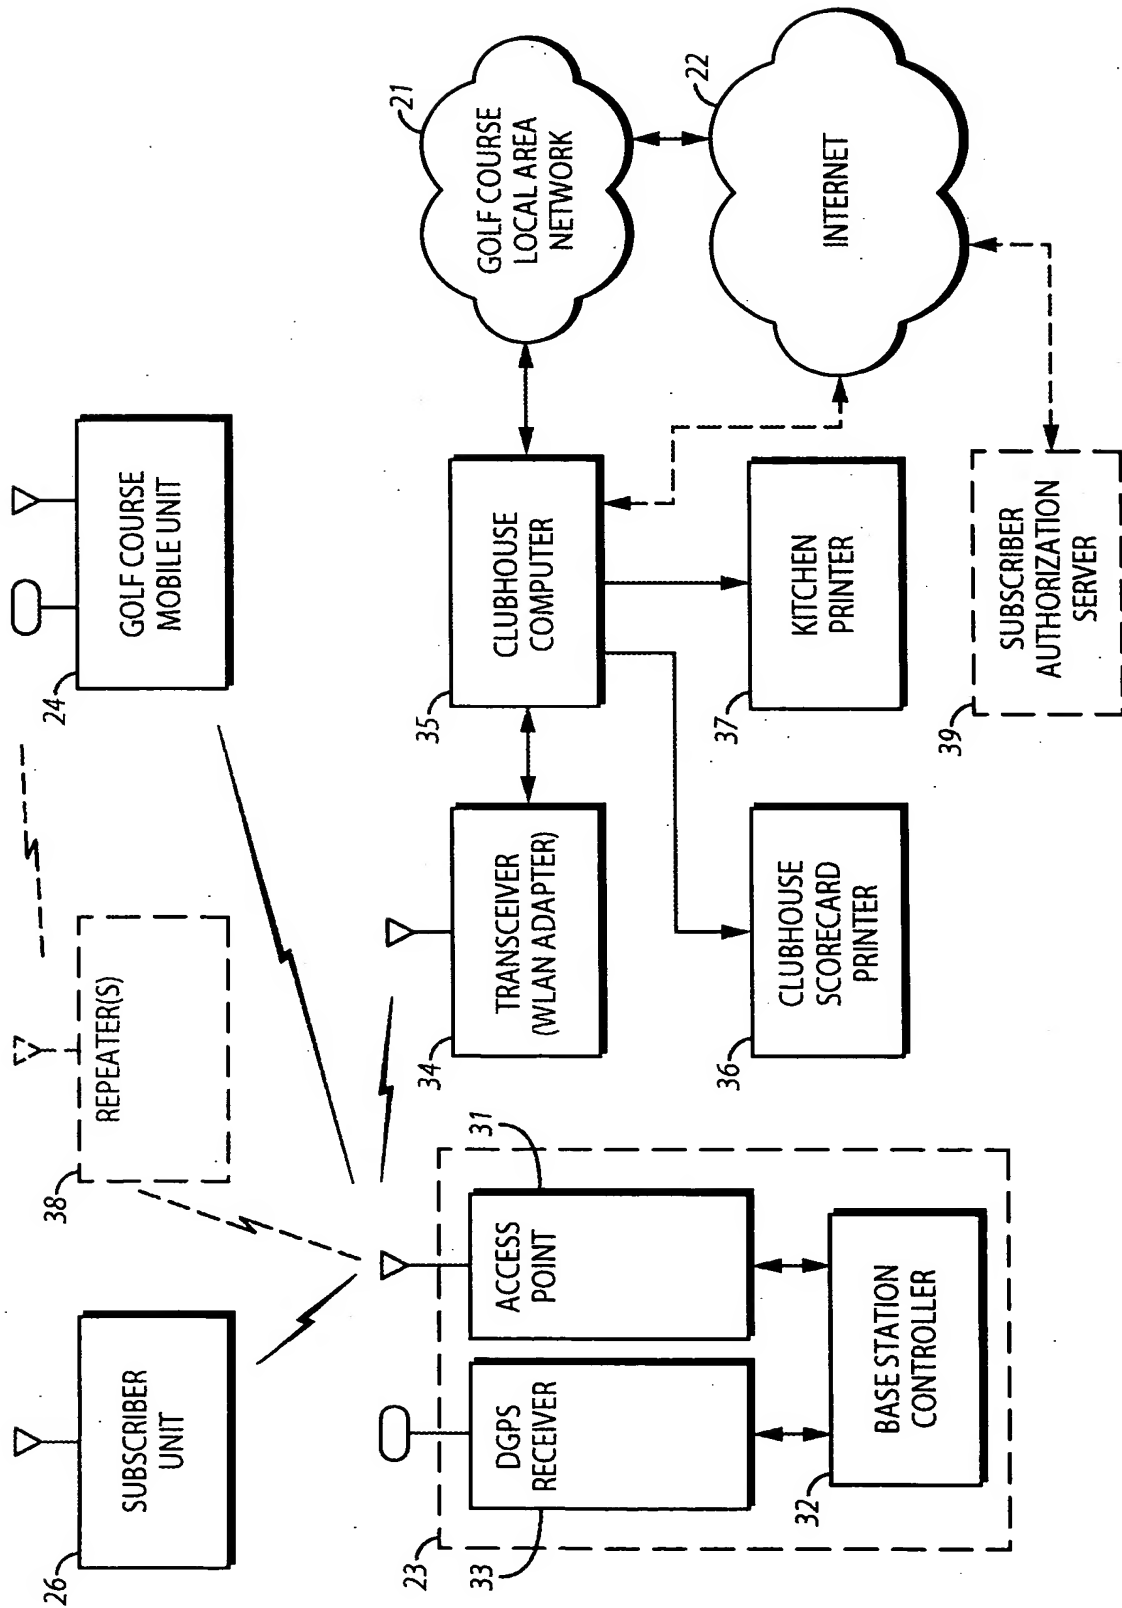 26
SUBSCRIBER
UNIT
38
REPEATER(S)
24
GOLF COURSE
MOBILE UNIT
23
33
DGPS
RECEIVER
31
ACCESS
POINT
32
BASE STATION
CONTROLLER
34
TRANSCEIVER
(WLAN ADAPTER)
35
CLUBHOUSE
COMPUTER
21
GOLF COURSE
LOCAL AREA
NETWORK
36
CLUBHOUSE
SCORECARD
PRINTER
37
KITCHEN
PRINTER
22
INTERNET
39
SUBSCRIBER
AUTHORIZATION
SERVER